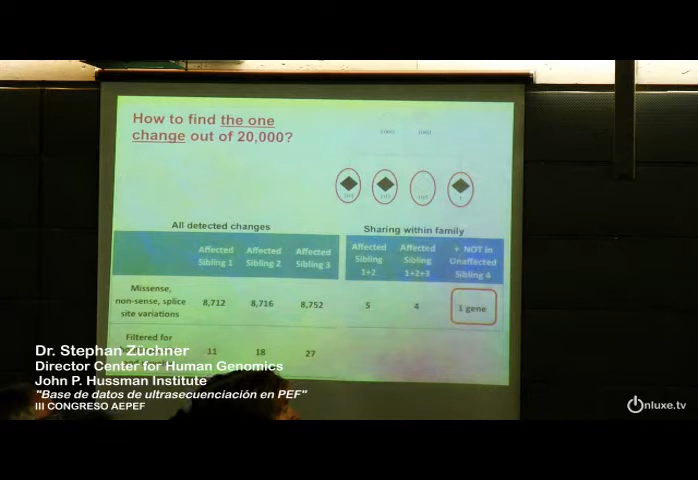 How to find the one
change out of 20,000?
All detected changes
Sharing within family
Affected Sibling 1
Affected Sibling 2
Affected Sibling 3
Affected Sibling 1+2
Affected Sibling 1+2+3
+ NOT in Unaffected Sibling 4
Missense,
non-sense, splice
site variations
8,712
8,716
8,752
5
4
1 gene
Filtered for
11
18
27
Dr. Stephan Züchner
Director Center for Human Genomics
John P. Hussman Institute
"Base de datos de ultrasecuenciación en PEF"
III CONGRESO AEPEF
onluxe.tv